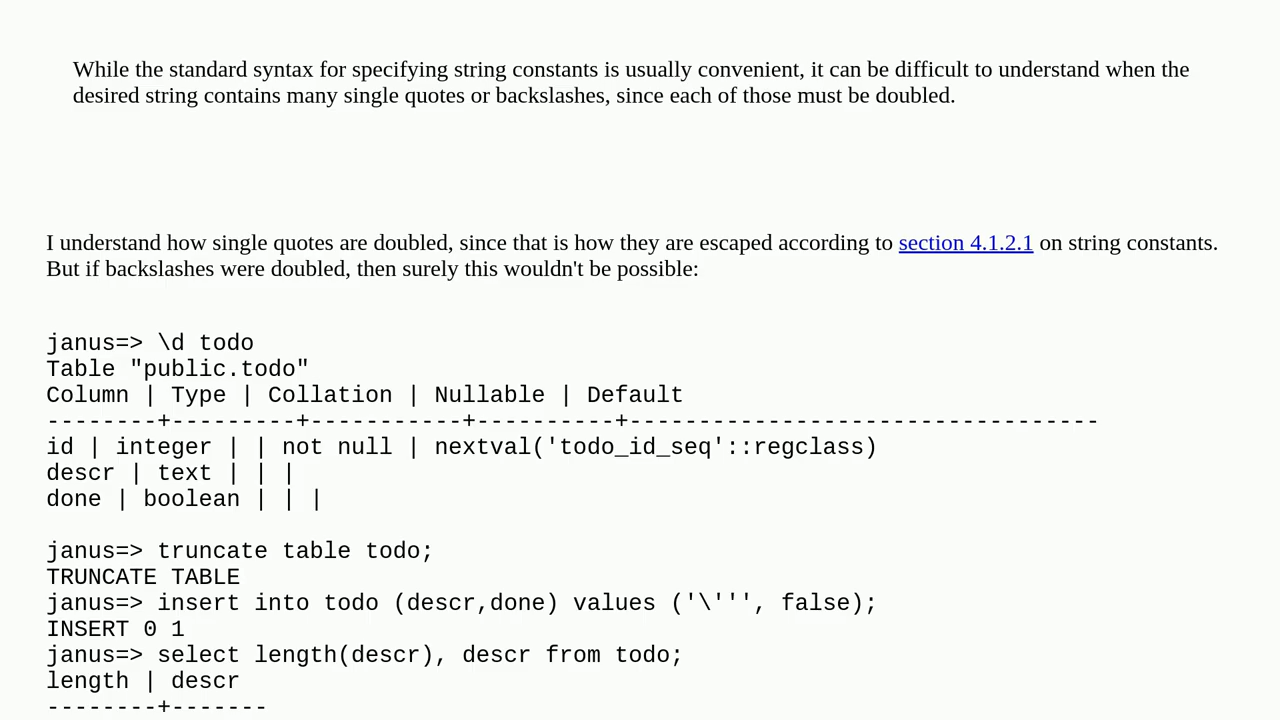 While the standard syntax for specifying string constants is usually convenient, it can be difficult to understand when the
desired string contains many single quotes or backslashes, since each of those must be doubled.
I understand how single quotes are doubled, since that is how they are escaped according to section 4.1.2.1 on string constants.
But if backslashes were doubled, then surely this wouldn't be possible:
janus=> \d todo
Table "public.todo"
Column | Type | Collation | Nullable | Default
--------+---------+-----------+----------+----------------------------------
id | integer | | not null | nextval('todo_id_seq'::regclass)
descr | text | | |
done | boolean | | |
janus=> truncate table todo;
TRUNCATE TABLE
janus=> insert into todo (descr,done) values ('\''', false);
INSERT 0 1
janus=> select length(descr), descr from todo;
length | descr
--------+-------